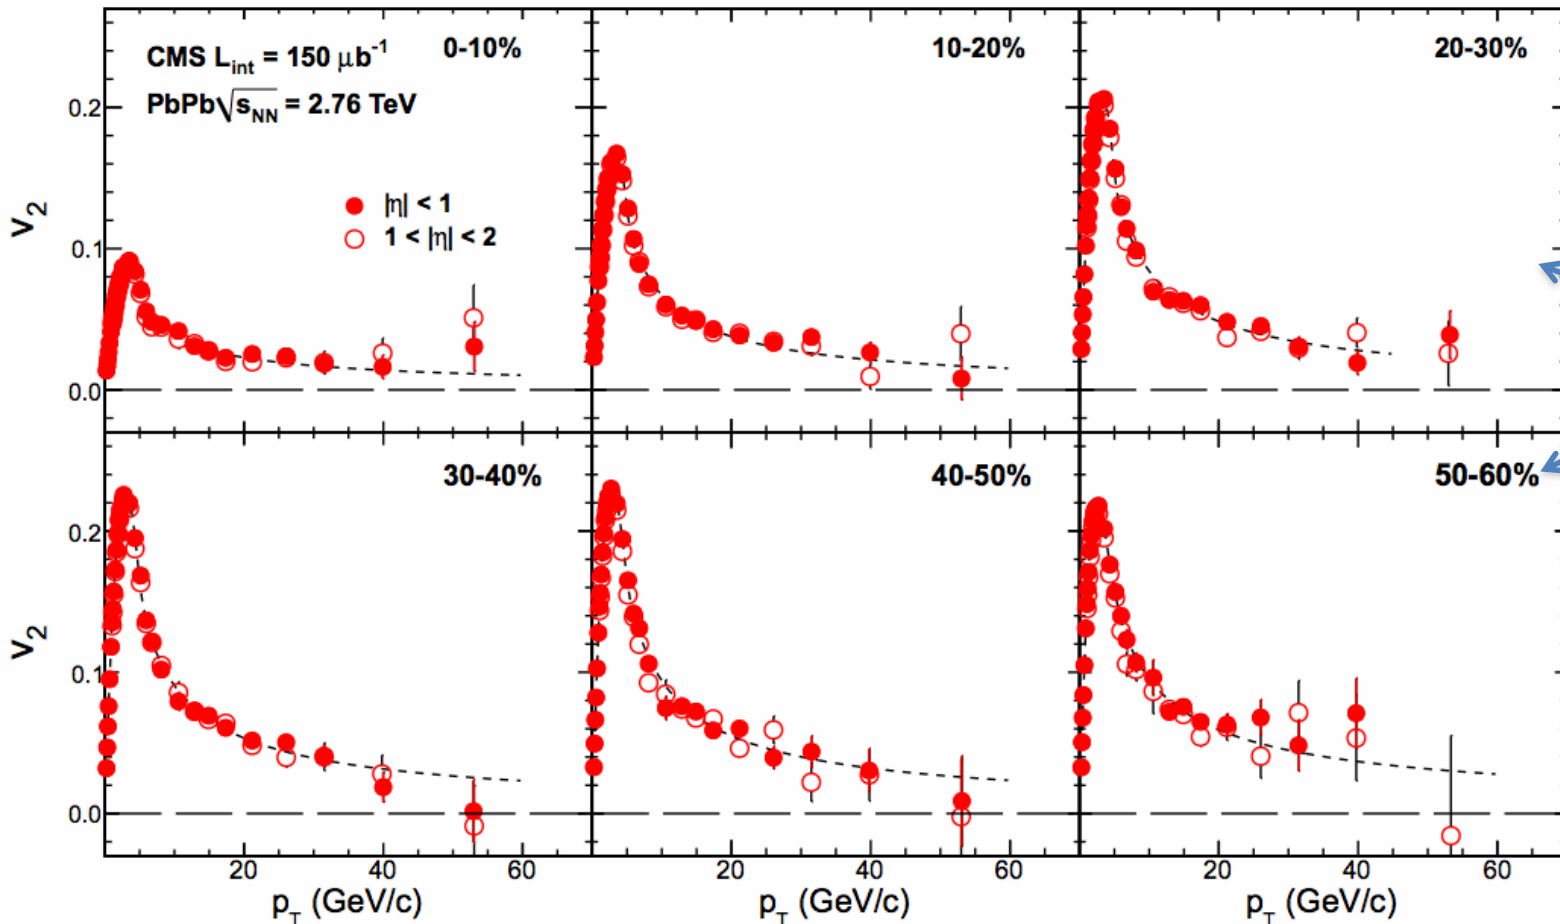 CMS L_int = 150 μb⁻¹
PbPb√s_NN = 2.76 TeV
0-10%
10-20%
20-30%
|η| < 1
1 < |η| < 2
v₂
0.2
0.1
0.0
30-40%
40-50%
50-60%
v₂
0.2
0.1
0.0
20 40 60 20 40 60 20 40 60
p_T (GeV/c) p_T (GeV/c) p_T (GeV/c)